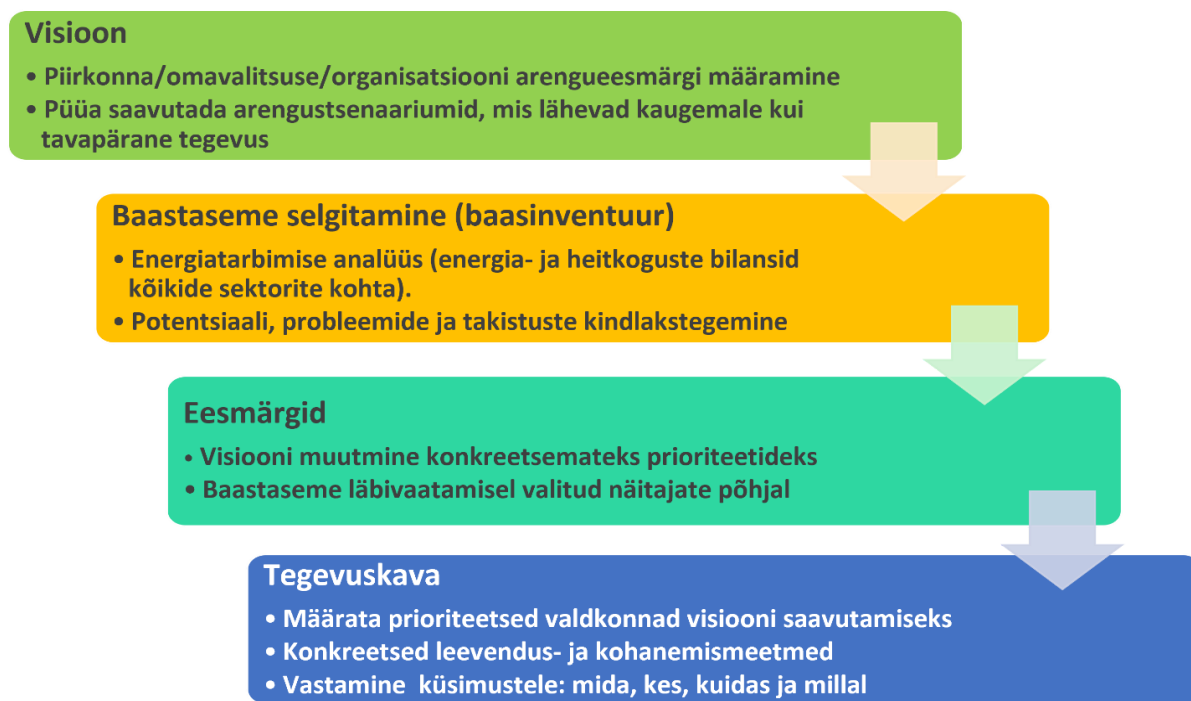 Visioon
• Piirkonna/omavalitsuse/organisatsiooni arengueesmärgi määramine
• Püüa saavutada arengustsenaariumid, mis lähevad kaugemale kui
tavapärane tegevus
Baastaseme selgitamine (baasinventuur)
• Energiatarbimise analüüs (energia- ja heitkoguste bilansid
kõikide sektorite kohta).
• Potentsiaali, probleemide ja takistuste kindlakstegemine
Eesmärgid
• Visiooni muutmine konkreetsemateks prioriteetideks
• Baastaseme läbivaatamisel valitud näitajate põhjal
Tegevuskava
• Määrata prioriteetsed valdkonnad visiooni saavutamiseks
• Konkreetsed leevendus- ja kohanemismeetmed
• Vastamine küsimustele: mida, kes, kuidas ja millal